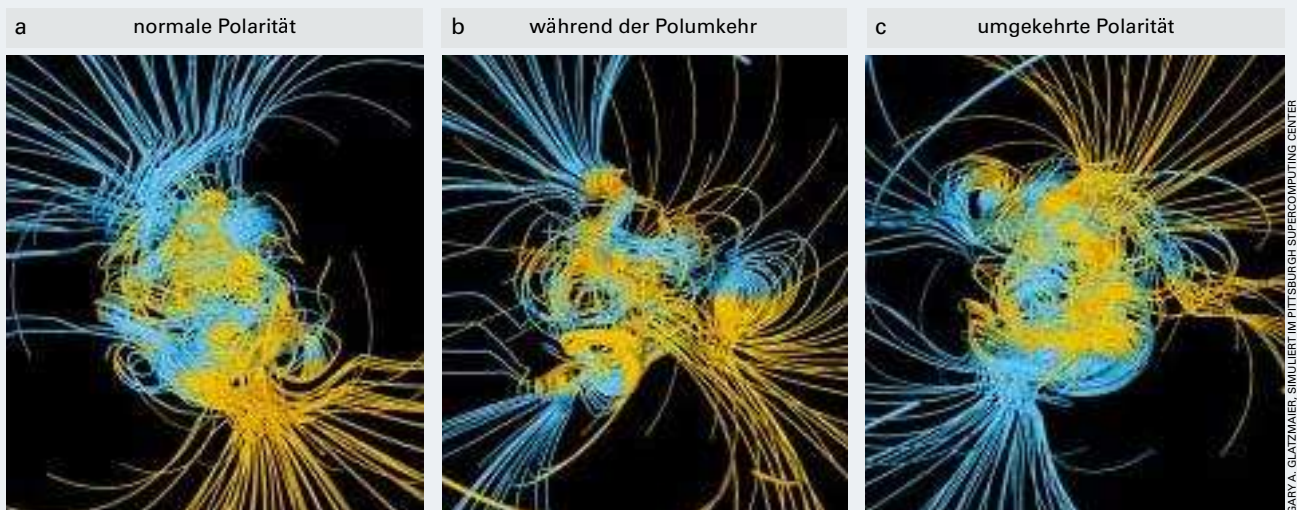 a normale Polarität
b während der Polumkehr
c umgekehrte Polarität
GARY A. GLATZMAIER, SIMULIERT IM PITTSBURGH SUPERCOMPUTING CENTER